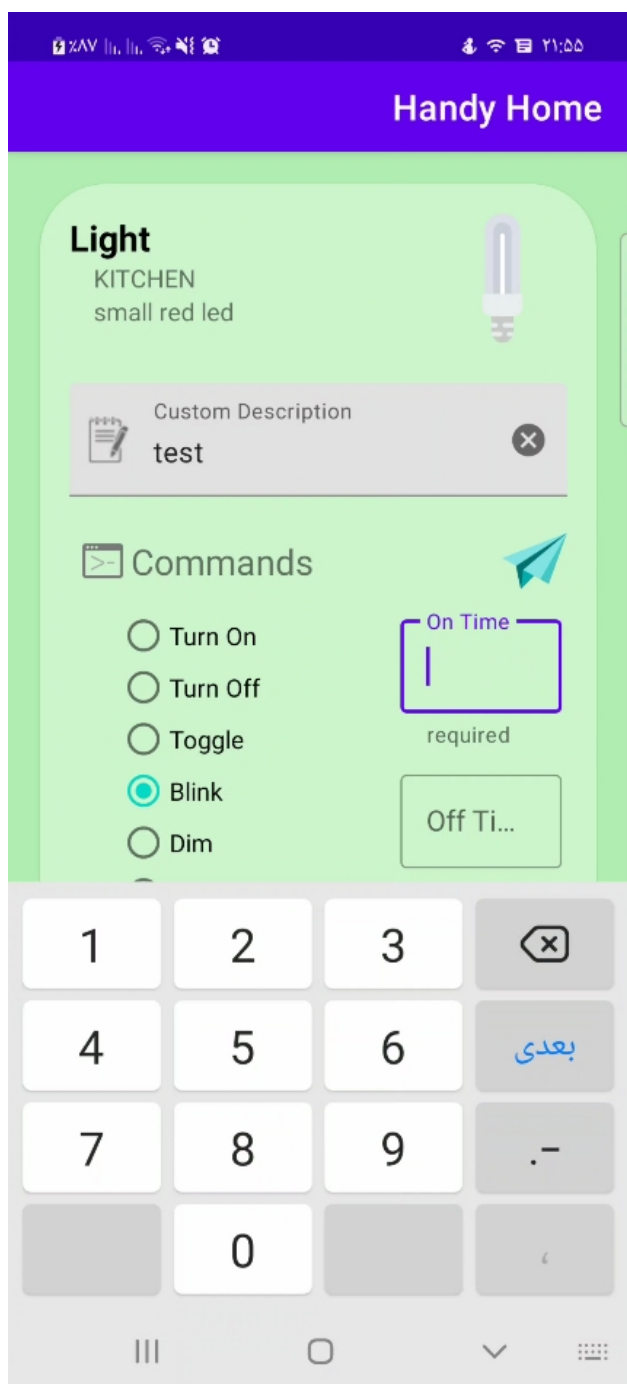 ٪۸۷ ۲۱:۵۵
Handy Home
Light
KITCHEN
small red led
Custom Description
test
Commands
Turn On
Turn Off
Toggle
Blink
Dim
On Time
required
Off Ti...
1 2 3
4 5 6 بعدی
7 8 9 .–
0 ،